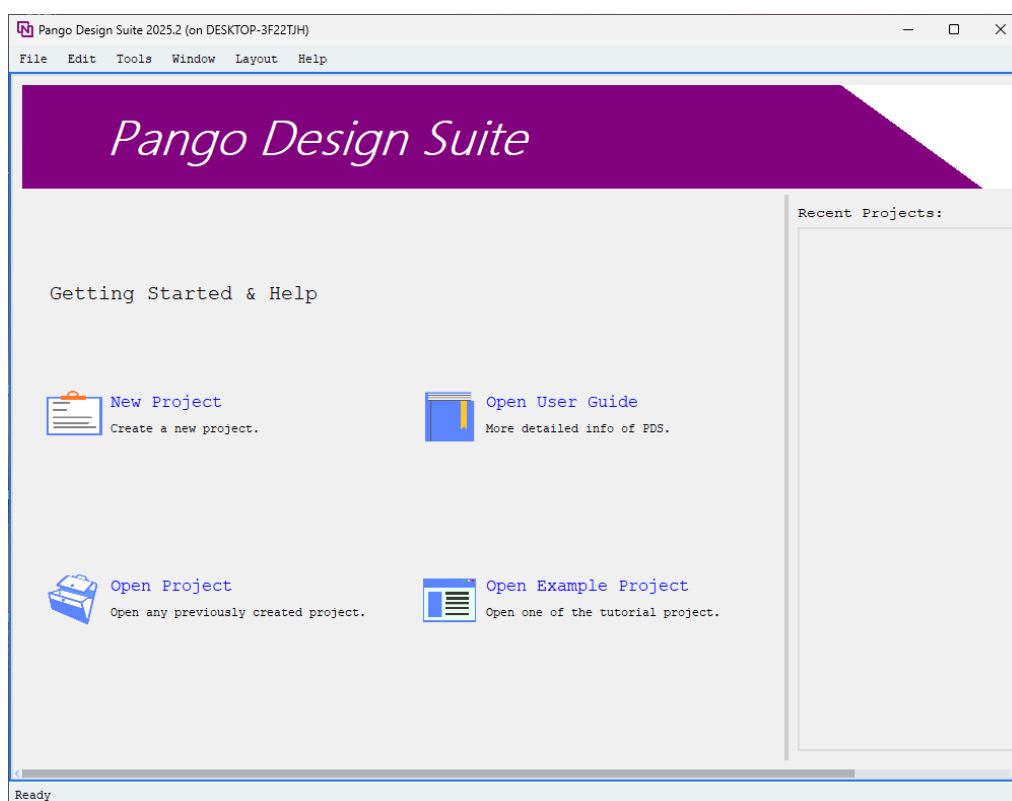 Pango Design Suite 2025.2 (on DESKTOP-3F22TJH)
File Edit Tools Window Layout Help
Pango Design Suite
Recent Projects:
Getting Started & Help
New Project
Create a new project.
Open User Guide
More detailed info of PDS.
Open Project
Open any previously created project.
Open Example Project
Open one of the tutorial project.
Ready